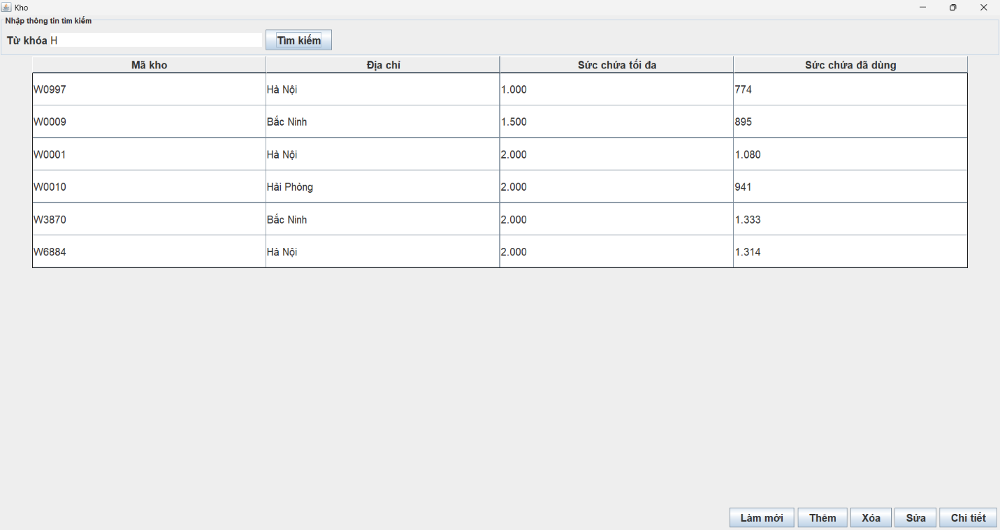 Kho
Nhập thông tin tìm kiếm
Từ khóa H Tìm kiếm
Mã kho Địa chỉ Sức chứa tối đa Sức chứa đã dùng
W0997 Hà Nội 1.000 774
W0009 Bắc Ninh 1.500 895
W0001 Hà Nội 2.000 1.080
W0010 Hải Phòng 2.000 941
W3870 Bắc Ninh 2.000 1.333
W6884 Hà Nội 2.000 1.314
Làm mới Thêm Xóa Sửa Chi tiết